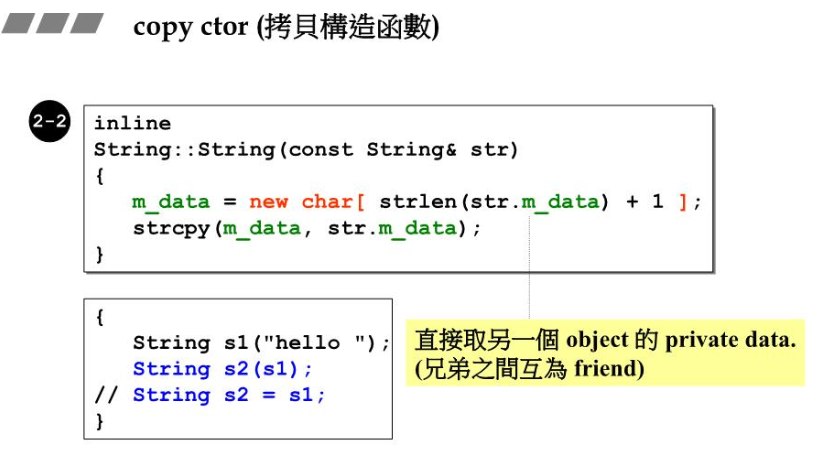 copy ctor (拷貝構造函數)
2-2
inline
String::String(const String& str)
{
m_data = new char[ strlen(str.m_data) + 1 ];
strcpy(m_data, str.m_data);
}
{
String s1("hello ");
String s2(s1);
// String s2 = s1;
}
直接取另一個 object 的 private data.
(兄弟之間互為 friend)